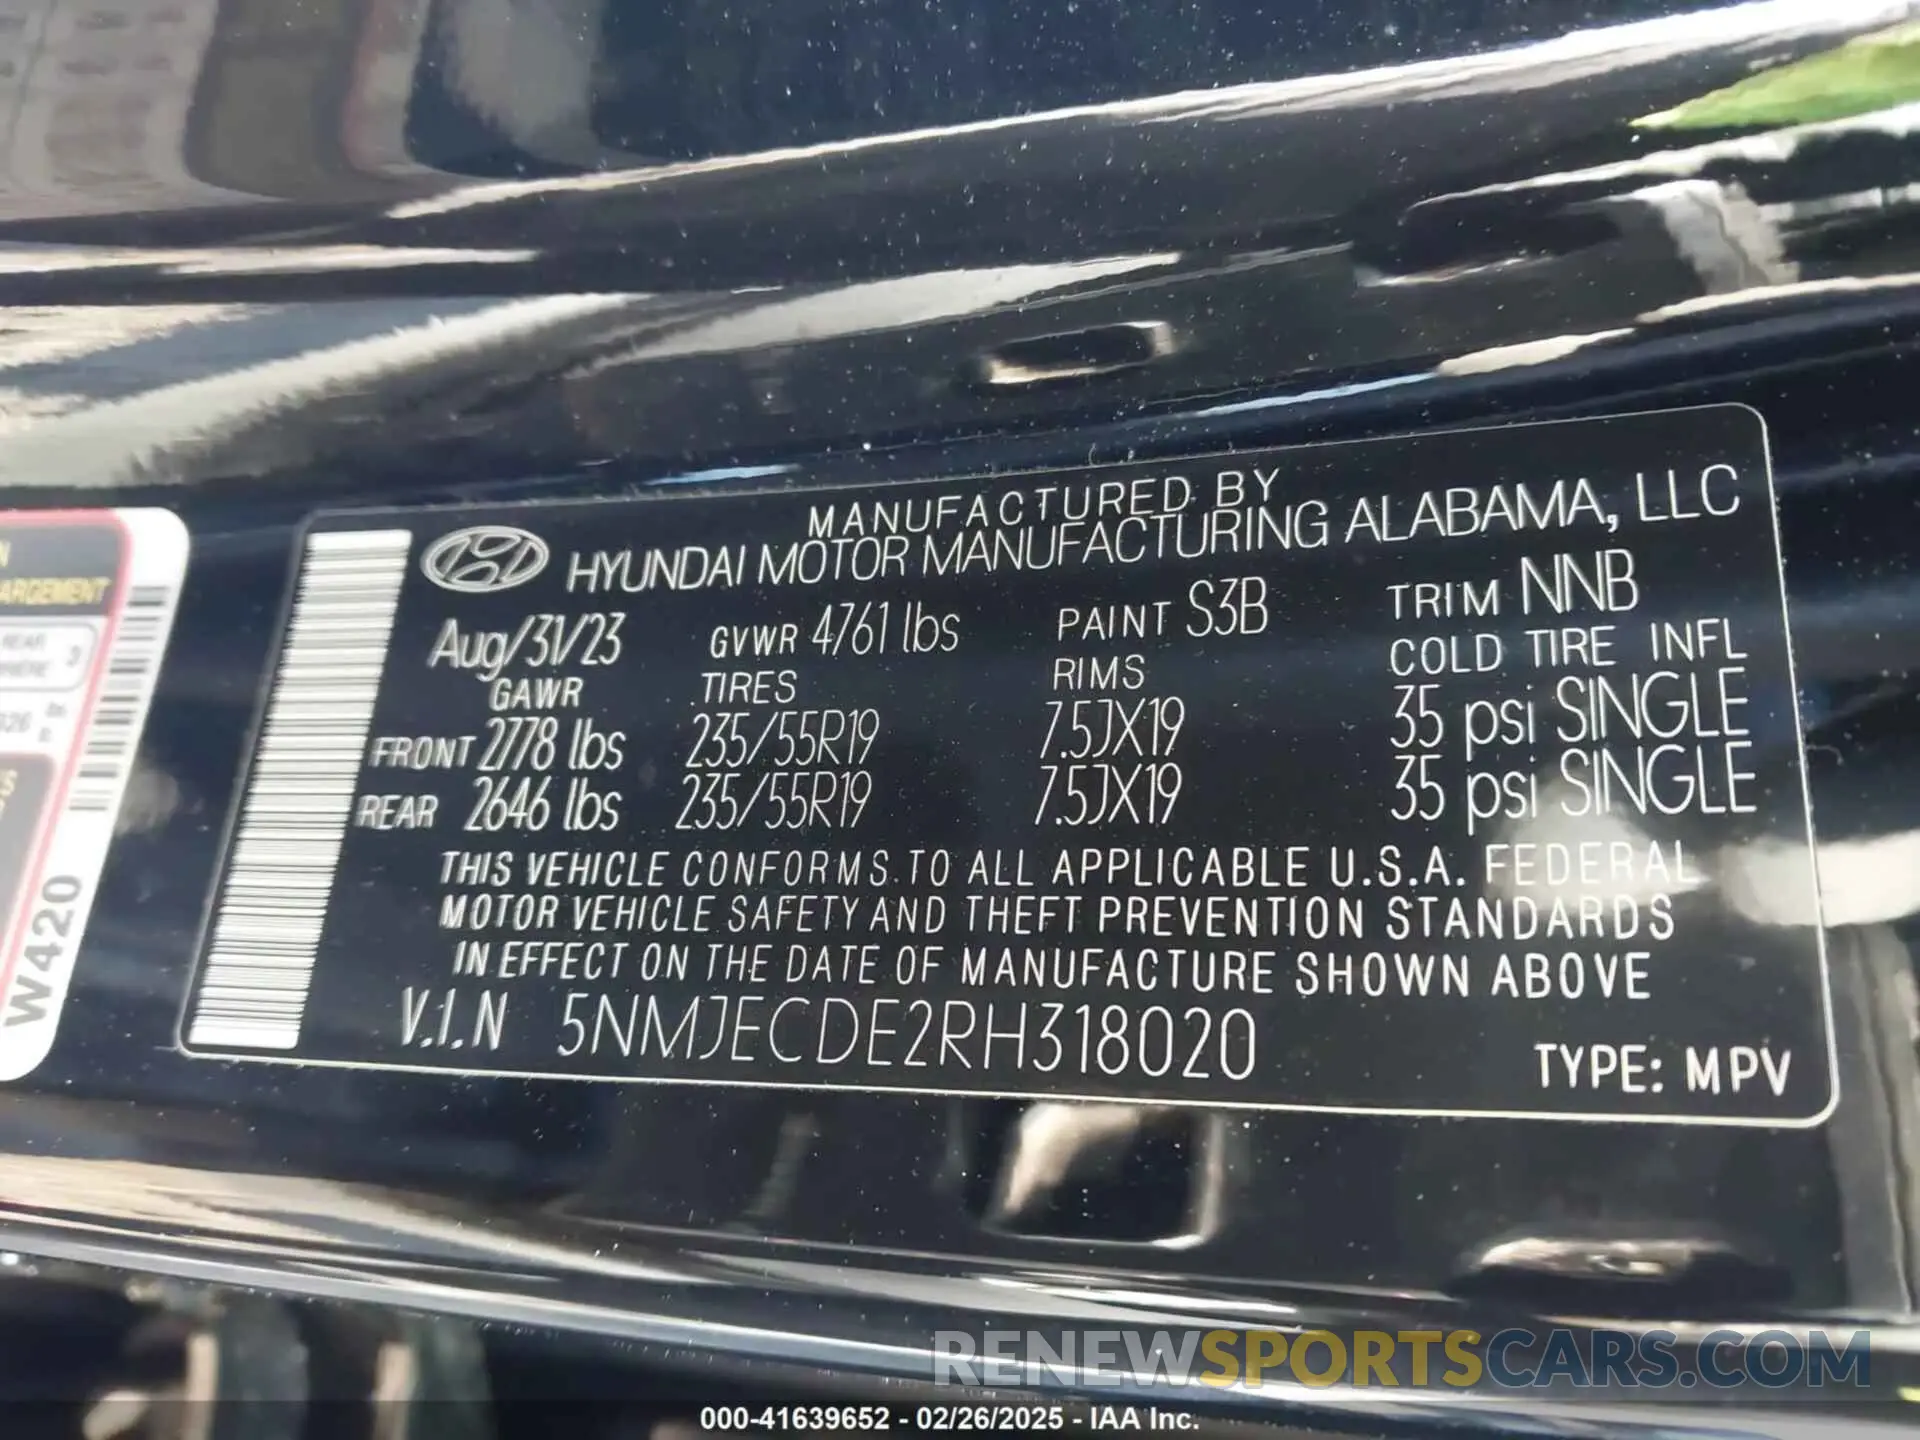 MANUFACTURED BY
HYUNDAI MOTOR MANUFACTURING ALABAMA, LLC
Aug/31/23 GVWR 4761 lbs PAINT S3B TRIM NNB
GAWR TIRES RIMS COLD TIRE INFL
FRONT 2778 lbs 235/55R19 7.5JX19 35 psi SINGLE
REAR 2646 lbs 235/55R19 7.5JX19 35 psi SINGLE
THIS VEHICLE CONFORMS TO ALL APPLICABLE U.S.A. FEDERAL
MOTOR VEHICLE SAFETY AND THEFT PREVENTION STANDARDS
IN EFFECT ON THE DATE OF MANUFACTURE SHOWN ABOVE
V.I.N 5NMJECDE2RH318020
TYPE: MPV
REAR 3
W420
RENEWSPORTSCARS.COM
000-41639652 - 02/26/2025 - IAA Inc.